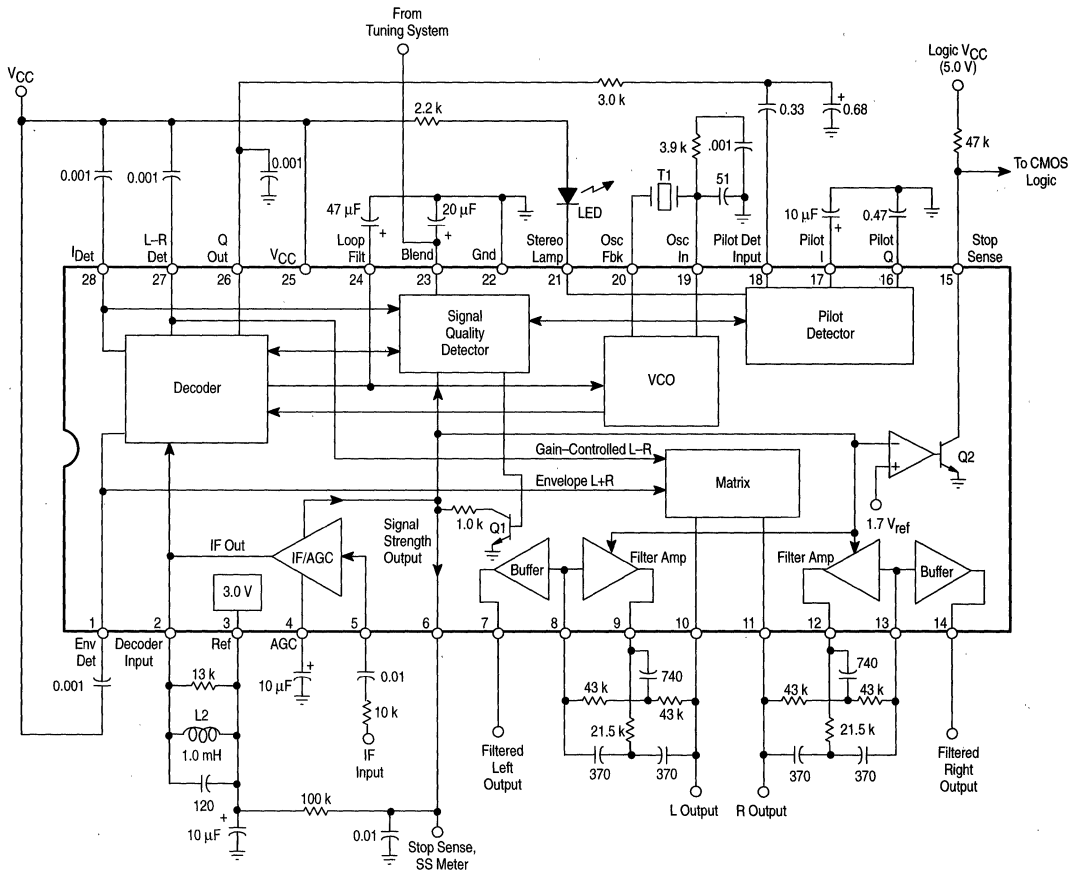 From
Tuning System
VCC
Logic VCC
(5.0 V)
3.0 k
2.2 k
0.33
+
0.68
47 k
To CMOS
Logic
0.001
0.001
0.001
3.9 k
.001
T1
51
LED
47 µF
+
20 µF
+
10 µF
+
0.47
IDet
L–R
Det
Q
Out
VCC
Loop
Filt
Blend
Gnd
Stereo
Lamp
Osc
Fbk
Osc
In
Pilot Det
Input
Pilot
I
Pilot
Q
Stop
Sense
28
27
26
25
24
23
22
21
20
19
18
17
16
15
Signal
Quality
Detector
Pilot
Detector
Decoder
VCO
Gain–Controlled L–R
Envelope L+R
Matrix
–
+
Q2
1.7 Vref
Signal
Strength
Output
1.0 k
Q1
IF Out
IF/AGC
3.0 V
Buffer
Filter Amp
Filter Amp
Buffer
1
2
3
4
5
6
7
8
9
10
11
12
13
14
Env
Det
Decoder
Input
Ref
AGC
0.001
13 k
L2
1.0 mH
120
+
10 µF
+
10 µF
0.01
10 k
IF
Input
100 k
0.01
Stop Sense,
SS Meter
Filtered
Left
Output
740
43 k
43 k
21.5 k
370
370
L Output
R Output
740
43 k
43 k
21.5 k
370
370
Filtered
Right
Output